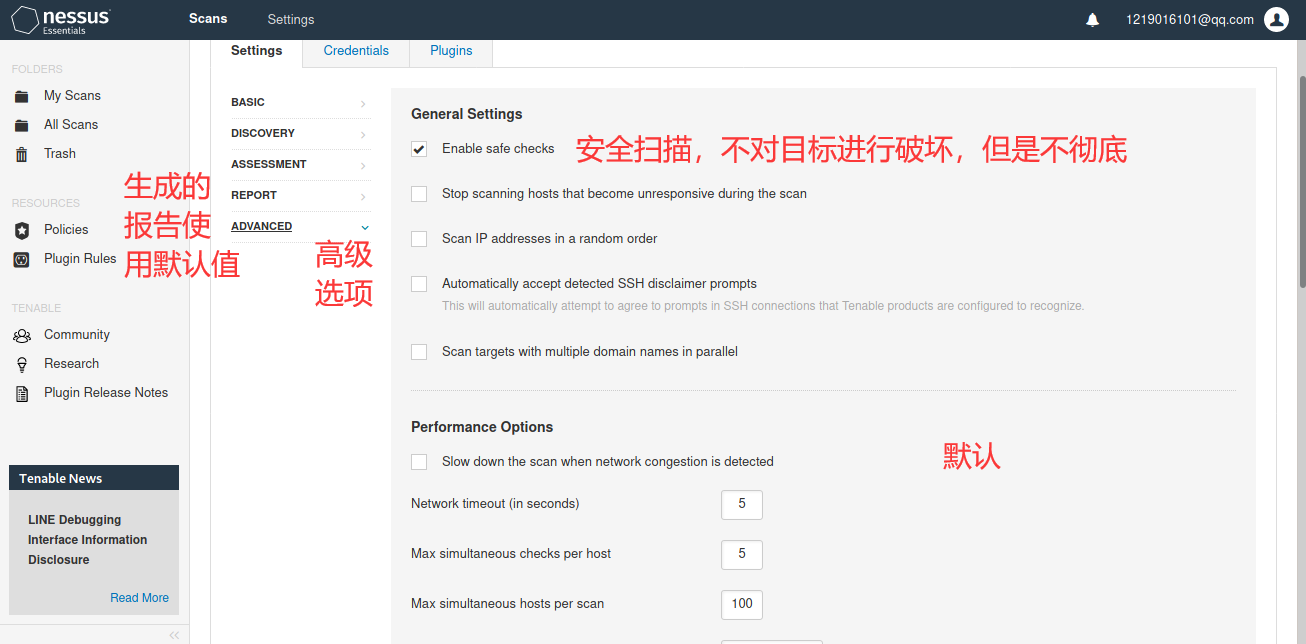 nessus
Essentials
Scans
Settings
1219016101@qq.com
FOLDERS
My Scans
All Scans
Trash
RESOURCES
Policies
Plugin Rules
TENABLE
Community
Research
Plugin Release Notes
Tenable News
LINE Debugging
Interface Information
Disclosure
Read More
生成的
报告使
用默认值
Settings
Credentials
Plugins
BASIC
DISCOVERY
ASSESSMENT
REPORT
ADVANCED
高级
选项
General Settings
Enable safe checks
安全扫描，不对目标进行破坏，但是不彻底
Stop scanning hosts that become unresponsive during the scan
Scan IP addresses in a random order
Automatically accept detected SSH disclaimer prompts
This will automatically attempt to agree to prompts in SSH connections that Tenable products are configured to recognize.
Scan targets with multiple domain names in parallel
Performance Options
默认
Slow down the scan when network congestion is detected
Network timeout (in seconds) 5
Max simultaneous checks per host 5
Max simultaneous hosts per scan 100